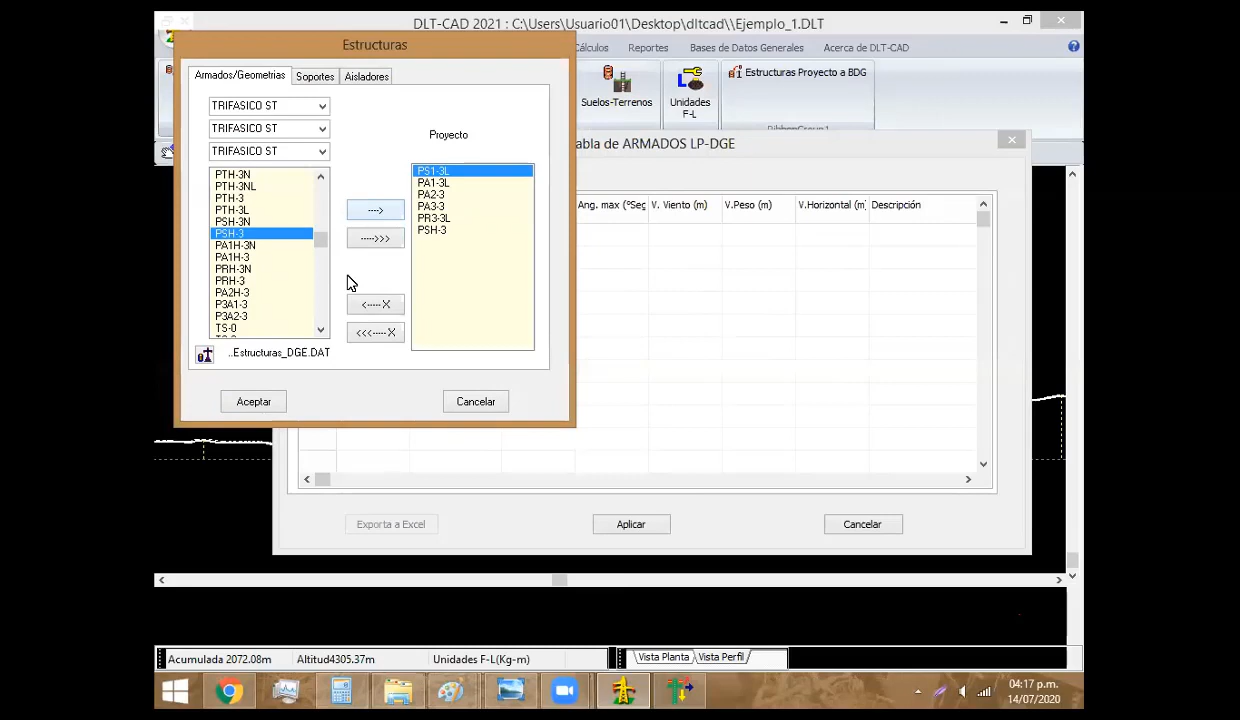 DLT-CAD 2021 : C:\Users\Usuario01\Desktop\dltcad\\Ejemplo_1.DLT
Estructuras
Cálculos
Reportes
Bases de Datos Generales
Acerca de DLT-CAD
Armados/Geometrias
Soportes
Aisladores
Suelos-Terrenos
Unidades
F-L
Estructuras Proyecto a BDG
RibbonGroup1
TRIFASICO ST
TRIFASICO ST
TRIFASICO ST
Proyecto
abla de ARMADOS LP-DGE
PTH-3N
PTH-3NL
PTH-3
PTH-3L
PSH-3N
PSH-3
PA1H-3N
PA1H-3
PRH-3N
PRH-3
PA2H-3
P3A1-3
P3A2-3
TS-0
---->
----->>>
<-----X
<<<-----X
PS1-3L
PA1-3L
PA2-3
PA3-3
PR3-3L
PSH-3
Ang. max (ºSeg
V. Viento (m)
V.Peso (m)
V.Horizontal (m
Descripción
..Estructuras_DGE.DAT
Aceptar
Cancelar
Exporta a Excel
Aplicar
Cancelar
Acumulada 2072.08m
Altitud4305.37m
Unidades F-L(Kg-m)
Vista Planta
Vista Perfil
04:17 p.m.
14/07/2020